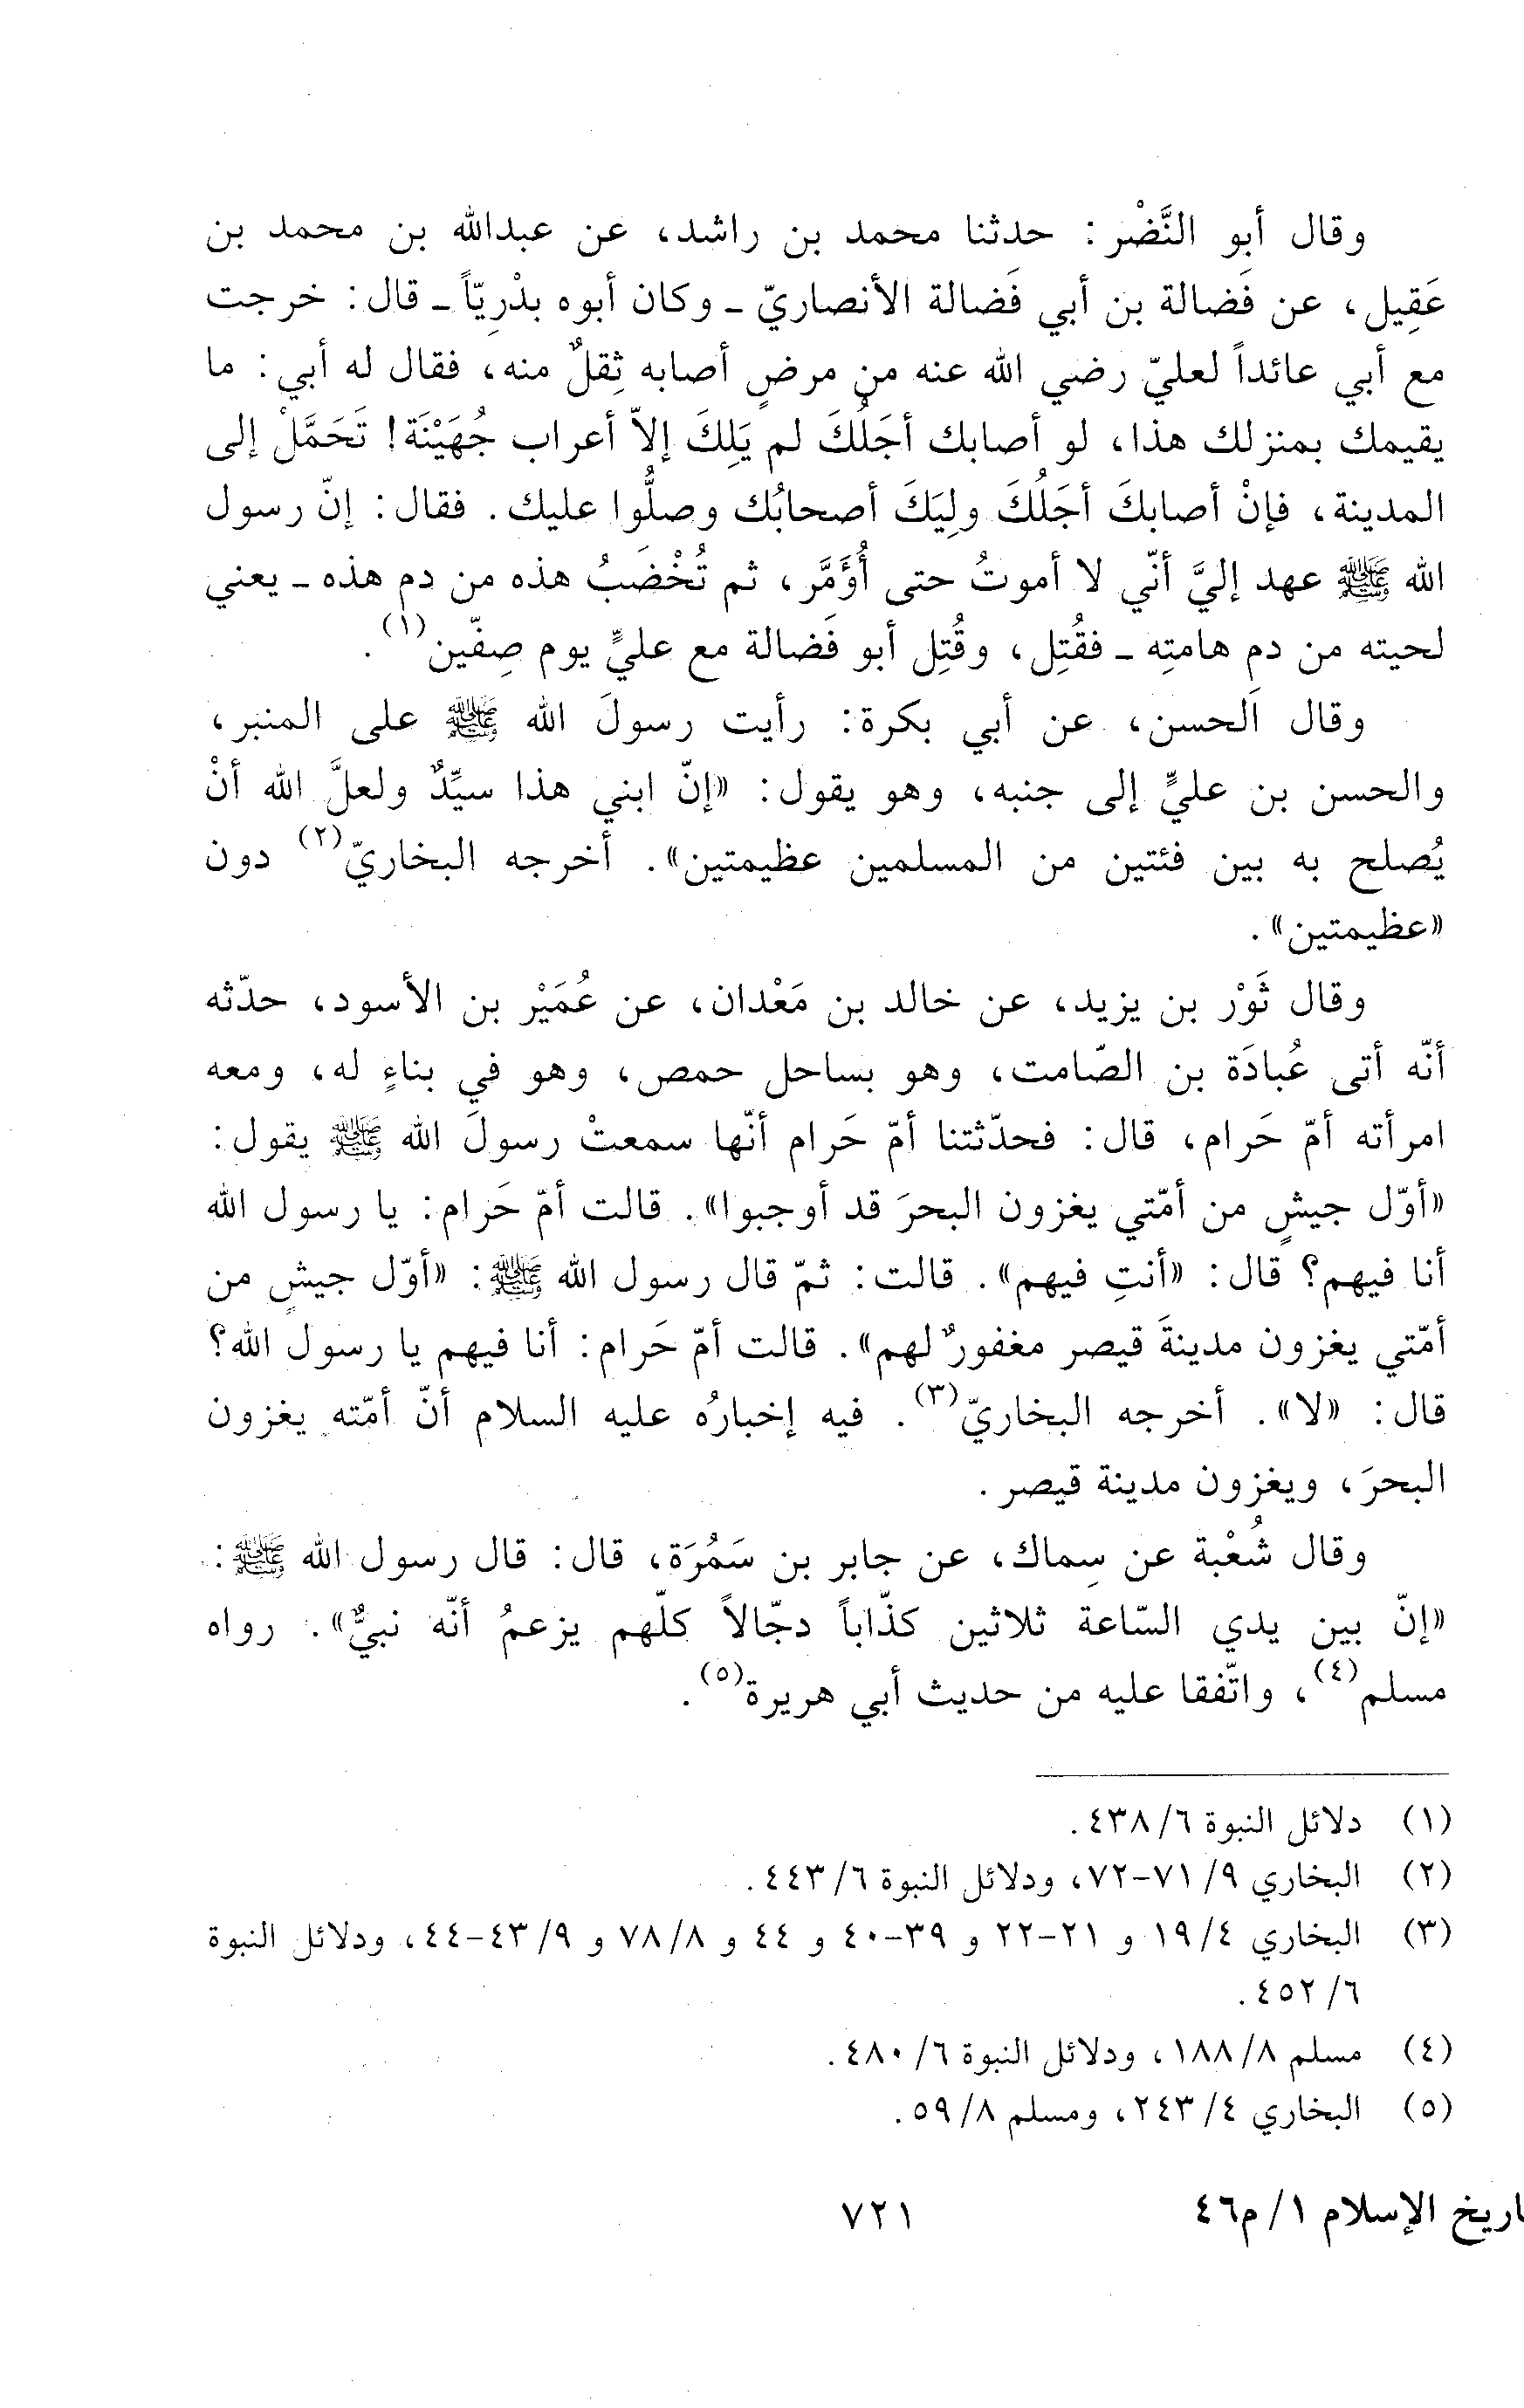 وقال أبو النَّضْر: حدثنا محمد بن راشد، عن عبدالله بن محمد بن
عَقِيل، عن فَضالة بن أبي فَضالة الأنصاريّ ـ وكان أبوه بدْرِيّاً ـ قال: خرجت
مع أبي عائداً لعليّ رضي الله عنه من مرضٍ أصابه ثِقلٌ منه، فقال له أبي: ما
يقيمك بمنزلك هذا، لو أصابك أجَلُكَ لم يَلِكَ إلاّ أعراب جُهَيْنَة! تَحَمَّلْ إلى
المدينة، فإنْ أصابكَ أجَلُكَ ولِيَكَ أصحابُك وصلُّوا عليك. فقال: إنّ رسول
الله ﷺ عهد إليَّ أنّي لا أموتُ حتى أُؤَمَّر، ثم تُخْضَبُ هذه من دم هذه ـ يعني
لحيته من دم هامتِه ـ فقُتِل، وقُتِل أبو فَضالة مع عليٍّ يوم صِفّين(١).
وقال الحسن، عن أبي بكرة: رأيت رسولَ الله ﷺ على المنبر،
والحسن بن عليٍّ إلى جنبه، وهو يقول: «إنّ ابني هذا سيِّدٌ ولعلَّ الله أنْ
يُصلح به بين فئتين من المسلمين عظيمتين». أخرجه البخاريّ(٢) دون
«عظيمتين».
وقال ثَوْر بن يزيد، عن خالد بن مَعْدان، عن عُمَيْر بن الأسود، حدّثه
أنّه أتى عُبادَة بن الصّامت، وهو بساحل حمص، وهو في بناءٍ له، ومعه
امرأته أمّ حَرام، قال: فحدّثتنا أمّ حَرام أنّها سمعتْ رسولَ الله ﷺ يقول:
«أوّل جيشٍ من أمّتي يغزون البحرَ قد أوجبوا». قالت أمّ حَرام: يا رسول الله
أنا فيهم؟ قال: «أنتِ فيهم». قالت: ثمّ قال رسول الله ﷺ: «أوّل جيشٍ من
أمّتي يغزون مدينةَ قيصر مغفورٌ لهم». قالت أمّ حَرام: أنا فيهم يا رسول الله؟
قال: «لا». أخرجه البخاريّ(٣). فيه إخبارُه عليه السلام أنّ أمّته يغزون
البحرَ، ويغزون مدينة قيصر.
وقال شُعْبة عن سِماك، عن جابر بن سَمُرَة، قال: قال رسول الله ﷺ:
«إنّ بين يدي السّاعة ثلاثين كذّاباً دجّالاً كلّهم يزعمُ أنّه نبيٌّ». رواه
مسلم(٤)، واتّفقا عليه من حديث أبي هريرة(٥).
(١) دلائل النبوة ٦/ ٤٣٨.
(٢) البخاري ٩/ ٧١-٧٢، ودلائل النبوة ٦/ ٤٤٣.
(٣) البخاري ٤/ ١٩ و ٢١-٢٢ و ٣٩-٤٠ و ٤٤ و ٨/ ٧٨ و ٩/ ٤٣-٤٤، ودلائل النبوة
٦/ ٤٥٢.
(٤) مسلم ٨/ ١٨٨، ودلائل النبوة ٦/ ٤٨٠.
(٥) البخاري ٤/ ٢٤٣، ومسلم ٨/ ٥٩.
اريخ الإسلام ١/ م٤٦
٧٢١